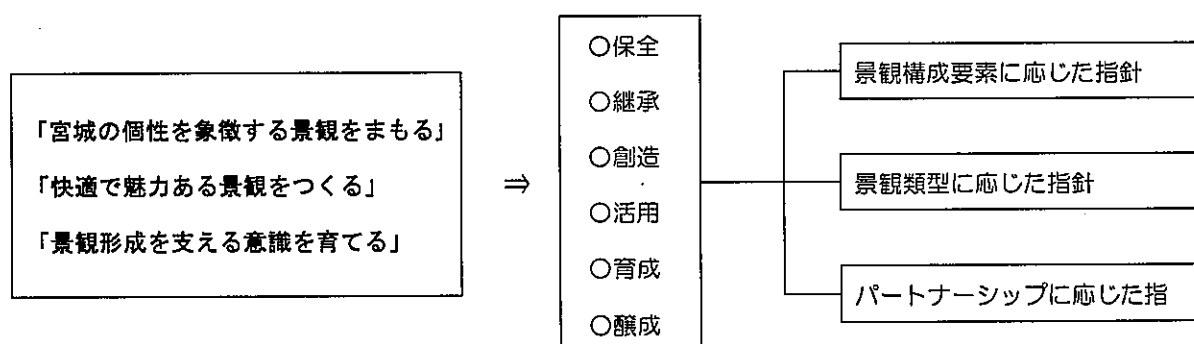 「宮城の個性を象徴する景観をまもる」
「快適で魅力ある景観をつくる」
「景観形成を支える意識を育てる」
⇒
○保全
○継承
○創造
○活用
○育成
○醸成
景観構成要素に応じた指針
景観類型に応じた指針
パートナーシップに応じた指